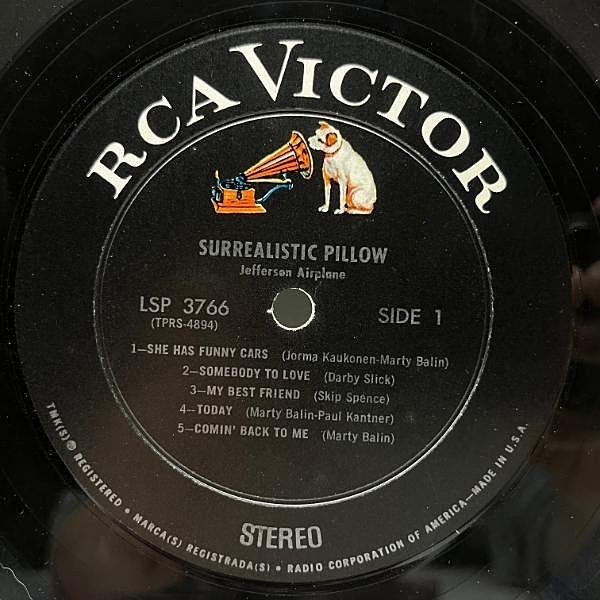 RCA VICTOR
SURREALISTIC PILLOW
Jefferson Airplane
LSP 3766
(TPRS-4894)
SIDE 1
1—SHE HAS FUNNY CARS (Jorma Kaukonen-Marty Balin)
2—SOMEBODY TO LOVE (Darby Slick)
3—MY BEST FRIEND (Skip Spence)
4—TODAY (Marty Balin-Paul Kantner)
5—COMIN' BACK TO ME (Marty Balin)
STEREO
TMK(S) ® REGISTERED • MARCA(S) REGISTRADA(S) • RADIO CORPORATION OF AMERICA—MADE IN U.S.A.